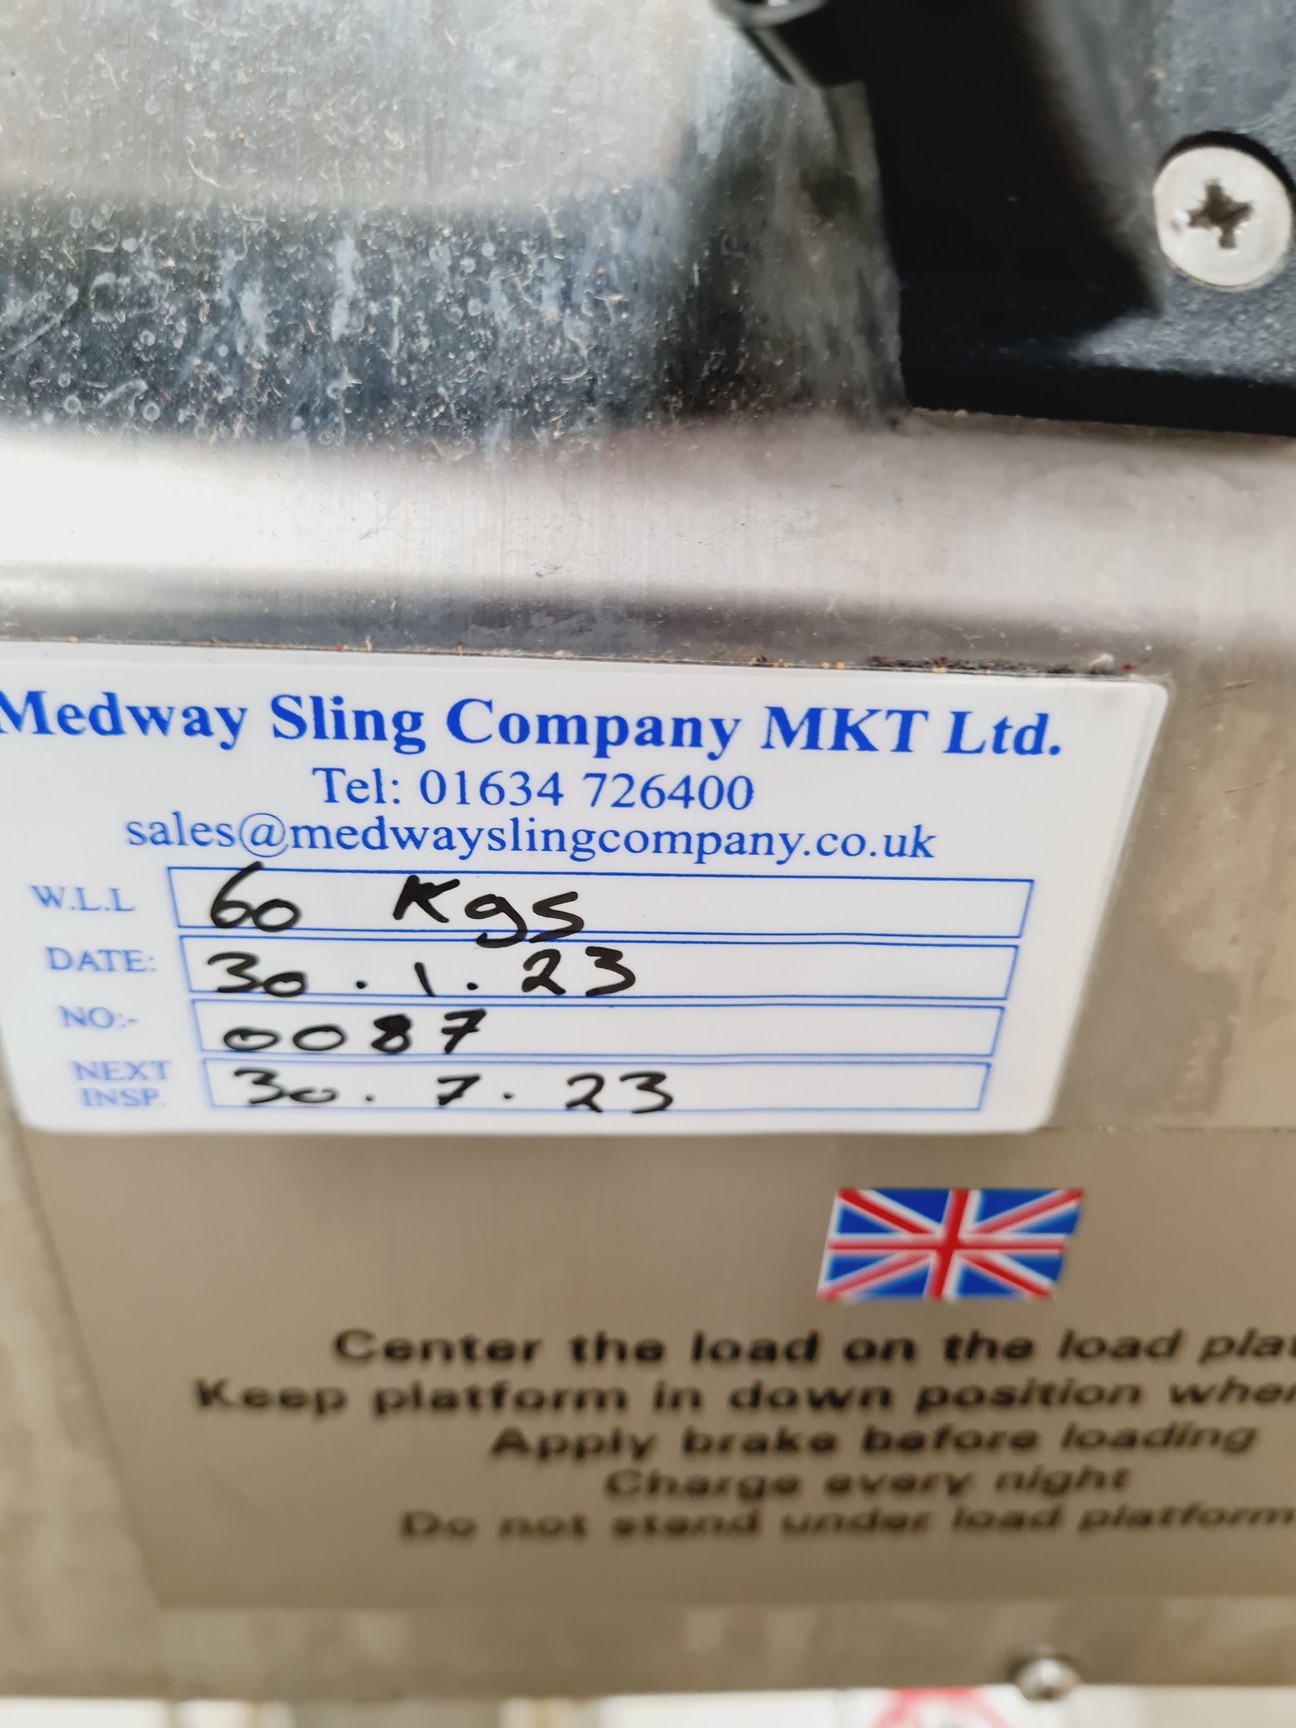 Medway Sling Company MKT Ltd.
Tel: 01634 726400
sales@medwayslingcompany.co.uk
W.L.L 60 Kgs
DATE: 30.1.23
NO:- 0087
NEXT INSP. 30.7.23
Center the load on the load
Keep platform in down position
Apply brake before loading
Charge every night
Do not stand under load platform